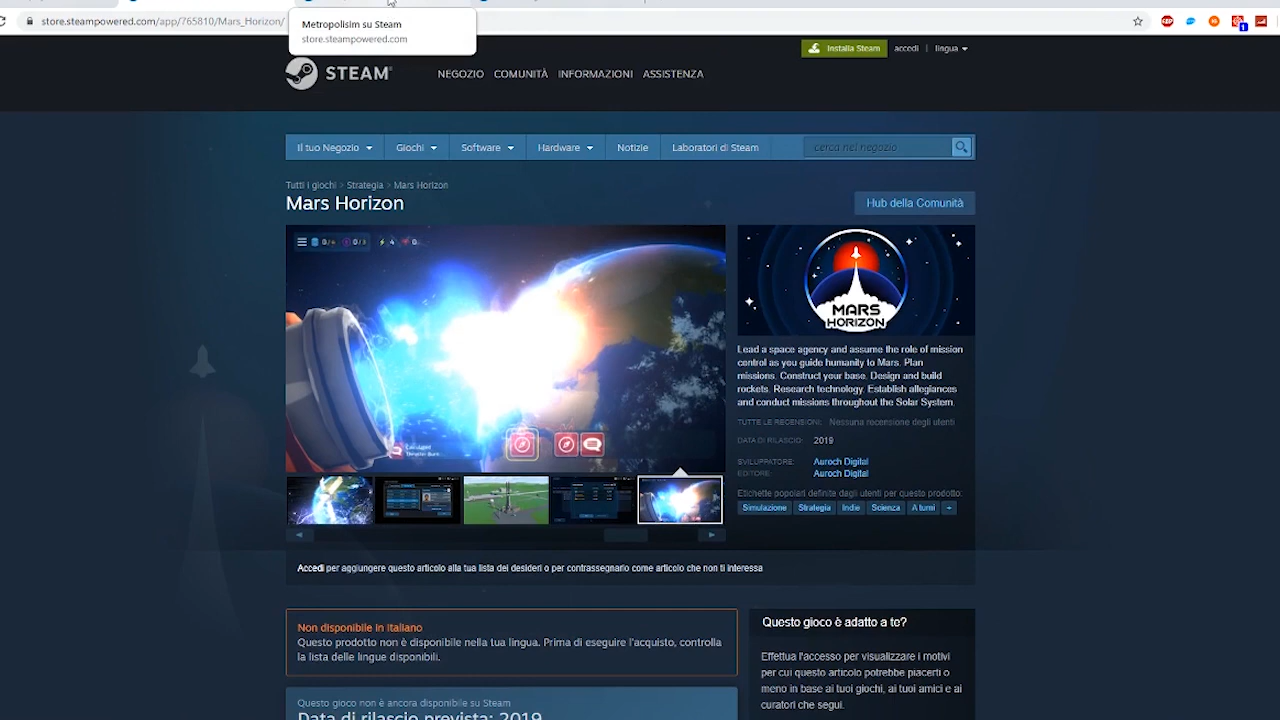 store.steampowered.com/app/765810/Mars_Horizon/
Metropolisim su Steam
store.steampowered.com
Installa Steam
accedi | lingua
STEAM
NEGOZIO COMUNITÀ INFORMAZIONI ASSISTENZA
Il tuo Negozio Giochi Software Hardware Notizie Laboratori di Steam
cerca nel negozio
Tutti i giochi > Strategia > Mars Horizon
Mars Horizon
Hub della Comunità
0/3
4
0
MARS
HORIZON
Lead a space agency and assume the role of mission
control as you guide humanity to Mars. Plan
missions. Construct your base. Design and build
rockets. Research technology. Establish allegiances
and conduct missions throughout the Solar System.
TUTTE LE RECENSIONI: Nessuna recensione degli utenti
DATA DI RILASCIO: 2019
SVILUPPATORE: Auroch Digital
EDITORE: Auroch Digital
Etichette popolari definite dagli utenti per questo prodotto:
Simulazione Strategia Indie Scienza A turni +
Accedi per aggiungere questo articolo alla tua lista dei desideri o per contrassegnarlo come articolo che non ti interessa
Non disponibile in Italiano
Questo prodotto non è disponibile nella tua lingua. Prima di eseguire l'acquisto, controlla
la lista delle lingue disponibili.
Questo gioco è adatto a te?
Effettua l'accesso per visualizzare i motivi
per cui questo articolo potrebbe piacerti o
meno in base ai tuoi giochi, ai tuoi amici e ai
curatori che segui.
Questo gioco non è ancora disponibile su Steam
Data di rilascio prevista: 2019